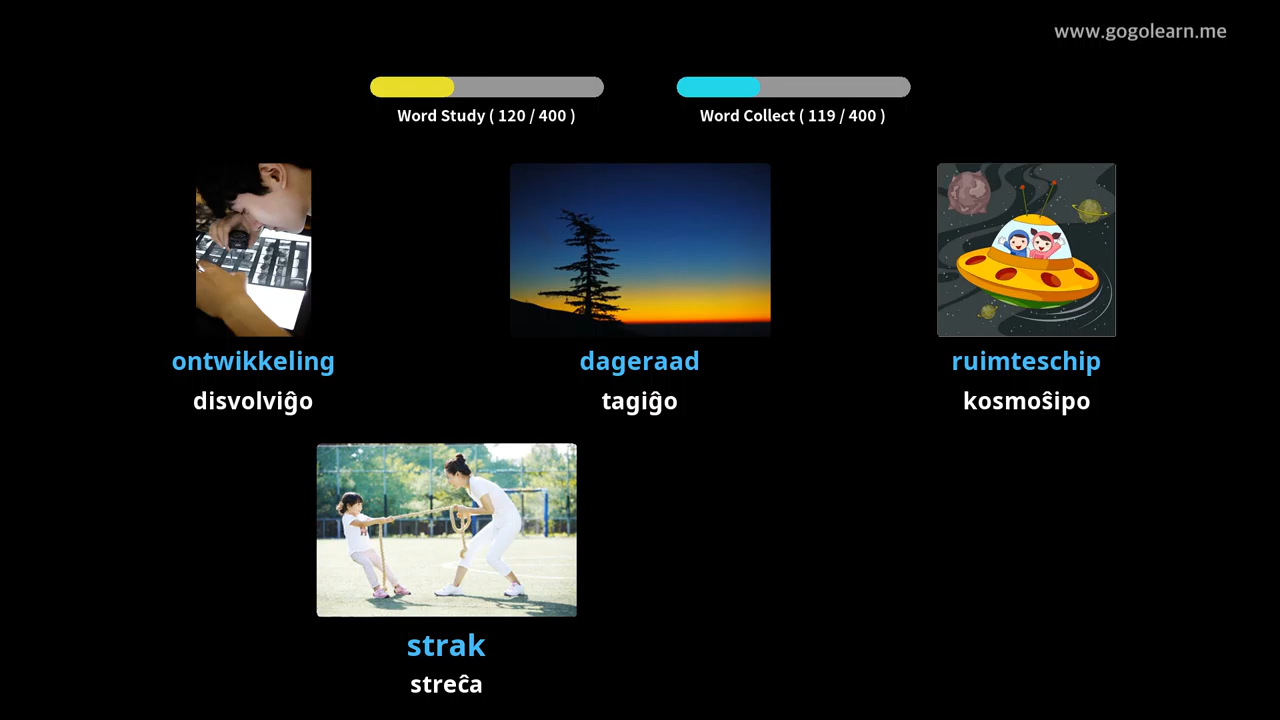 www.gogolearn.me
Word Study ( 120 / 400 )
Word Collect ( 119 / 400 )
ontwikkeling
disvolviĝo
dageraad
tagiĝo
ruimteschip
kosmoŝipo
strak
streĉa